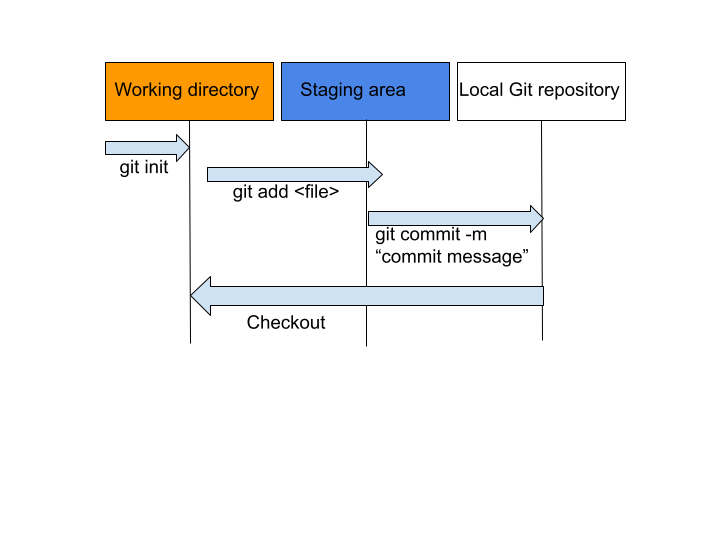 Working directory
Staging area
Local Git repository
git init
git add <file>
git commit -m
“commit message”
Checkout